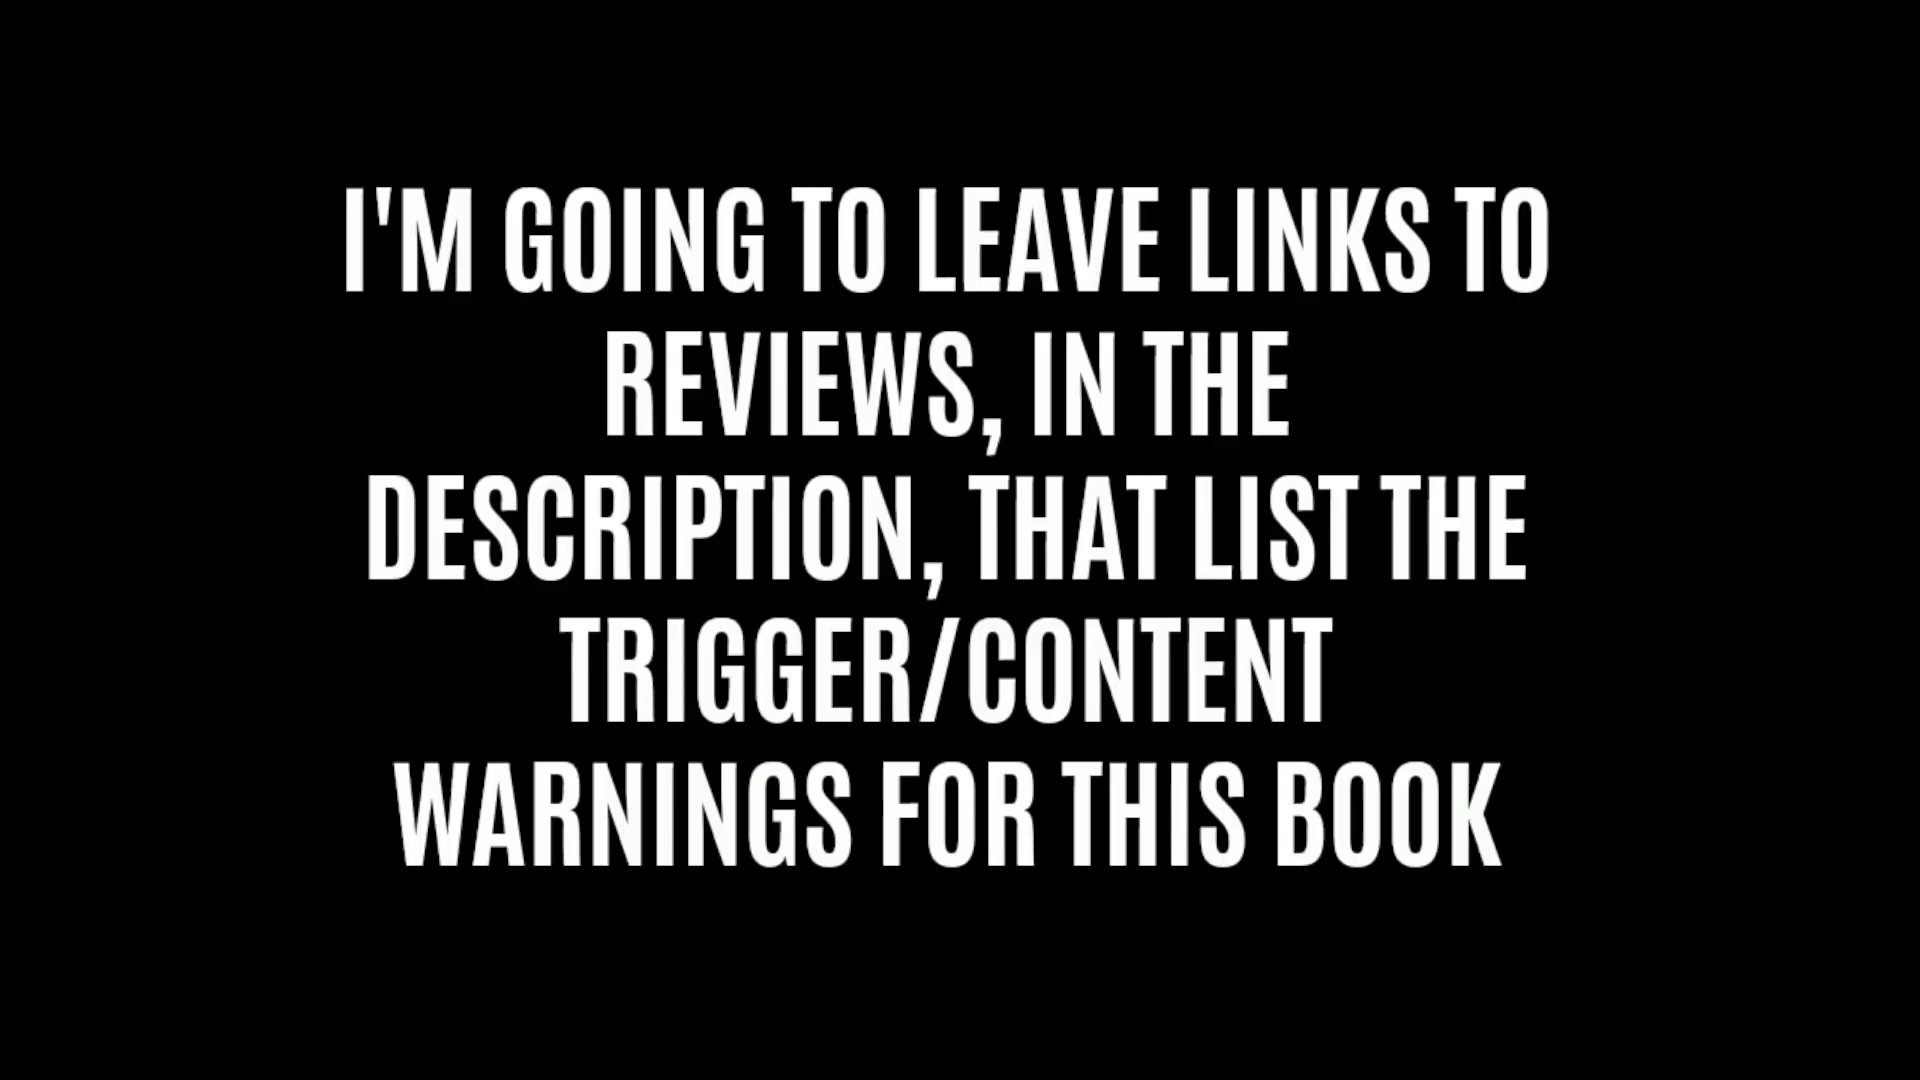 I'M GOING TO LEAVE LINKS TO
REVIEWS, IN THE
DESCRIPTION, THAT LIST THE
TRIGGER/CONTENT
WARNINGS FOR THIS BOOK